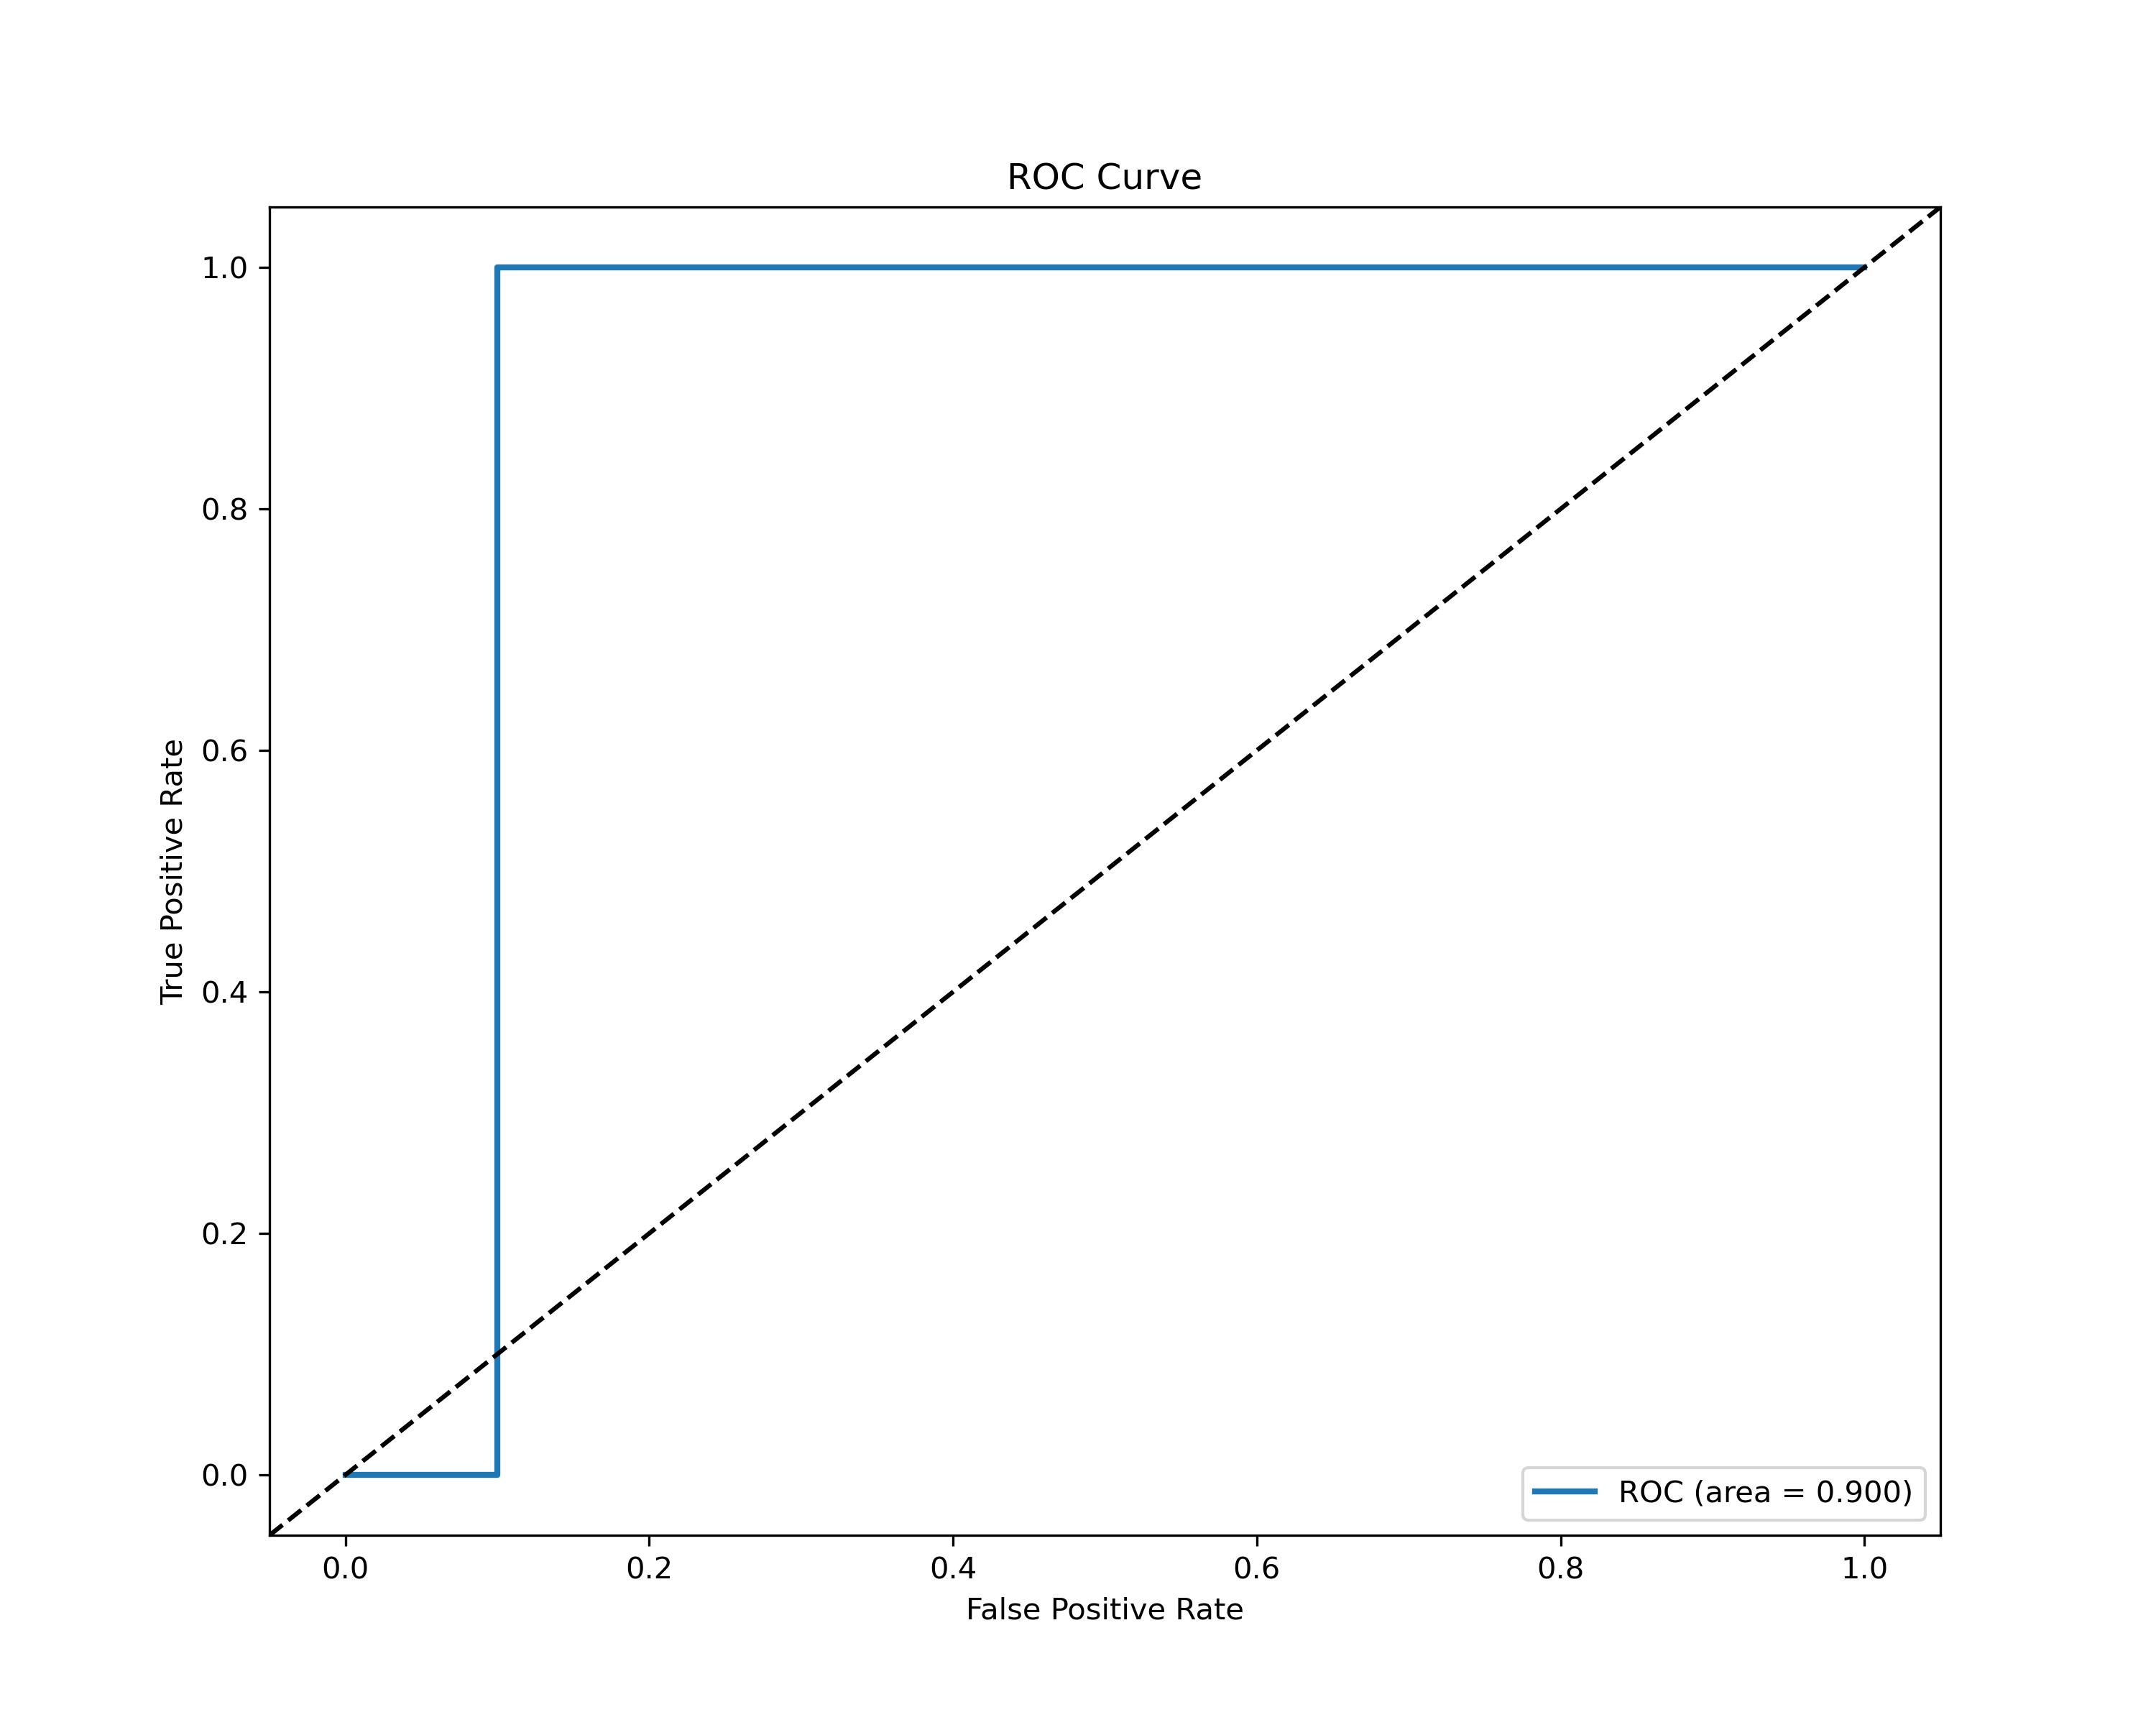 ROC Curve
1.0
0.8
0.6
0.4
0.2
0.0
True Positive Rate
ROC (area = 0.900)
0.0 0.2 0.4 0.6 0.8 1.0
False Positive Rate